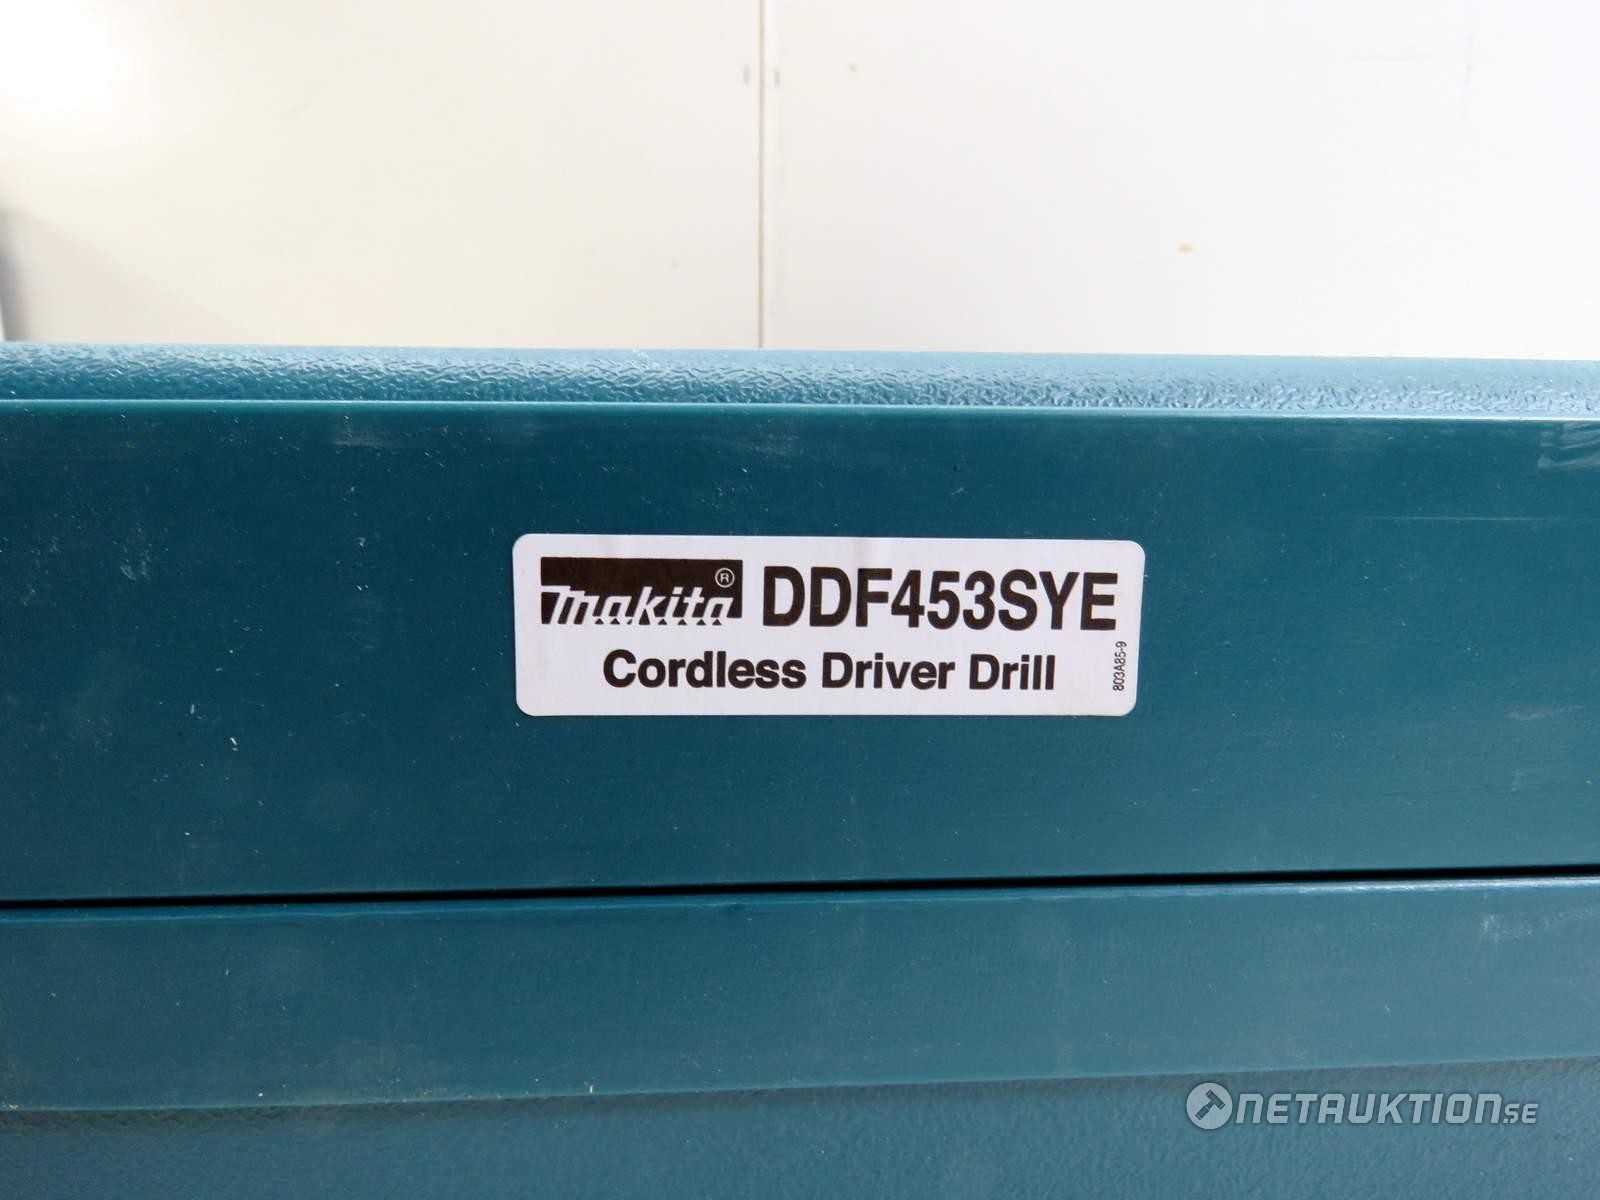 makita® DDF453SYE
Cordless Driver Drill
803A85-9
NETAUKTION.SE